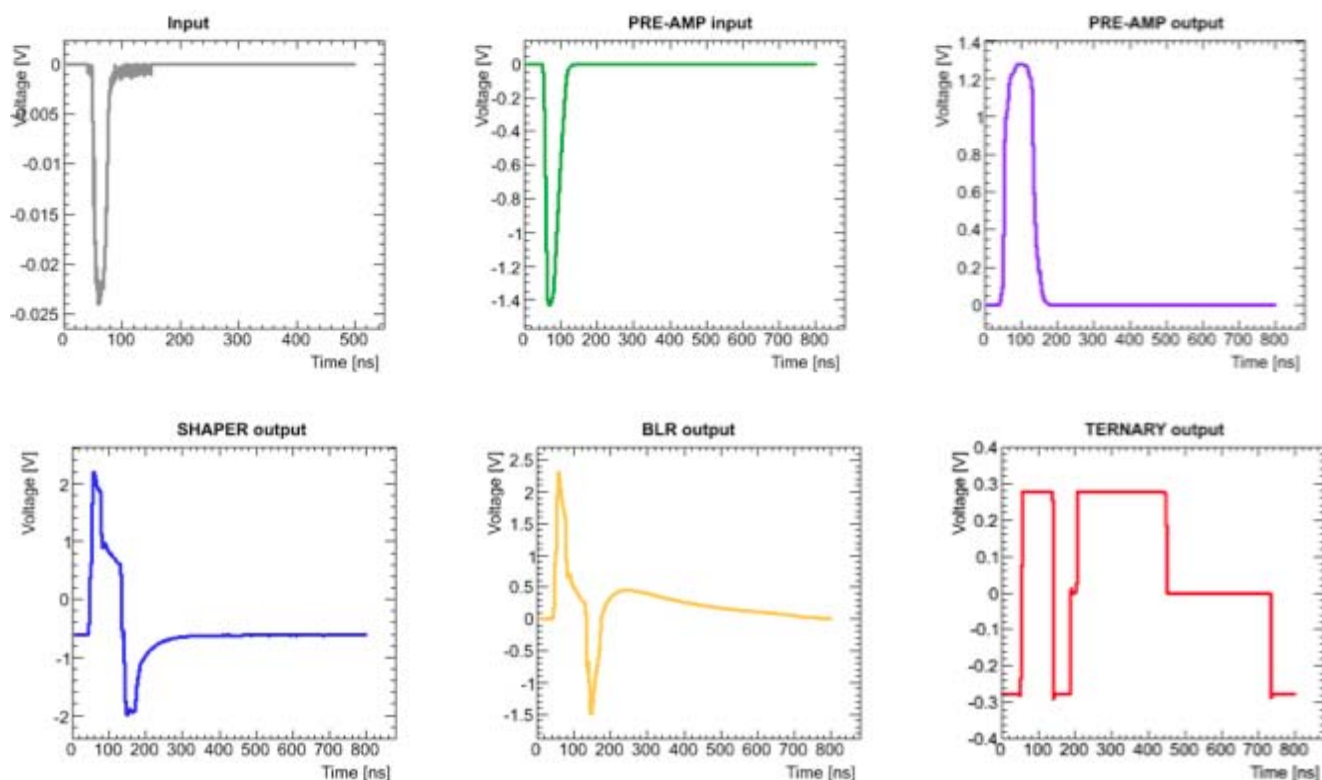 Input
Voltage [V]
0
0.005
-0.01
-0.015
-0.02
-0.025
0 100 200 300 400 500
Time [ns]
PRE-AMP input
Voltage [V]
0
-0.2
-0.4
-0.6
-0.8
-1
-1.2
-1.4
0 100 200 300 400 500 600 700 800
Time [ns]
PRE-AMP output
Voltage [V]
1.4
1.2
1
0.8
0.6
0.4
0.2
0
0 100 200 300 400 500 600 700 800
Time [ns]
SHAPER output
Voltage [V]
2
1
0
-1
-2
0 100 200 300 400 500 600 700 800
Time [ns]
BLR output
Voltage [V]
2.5
2
1.5
1
0.5
0
-0.5
-1
-1.5
0 100 200 300 400 500 600 700 800
Time [ns]
TERNARY output
Voltage [V]
0.4
0.3
0.2
0.1
0
-0.1
-0.2
-0.3
-0.4
0 100 200 300 400 500 600 700 800
Time [ns]